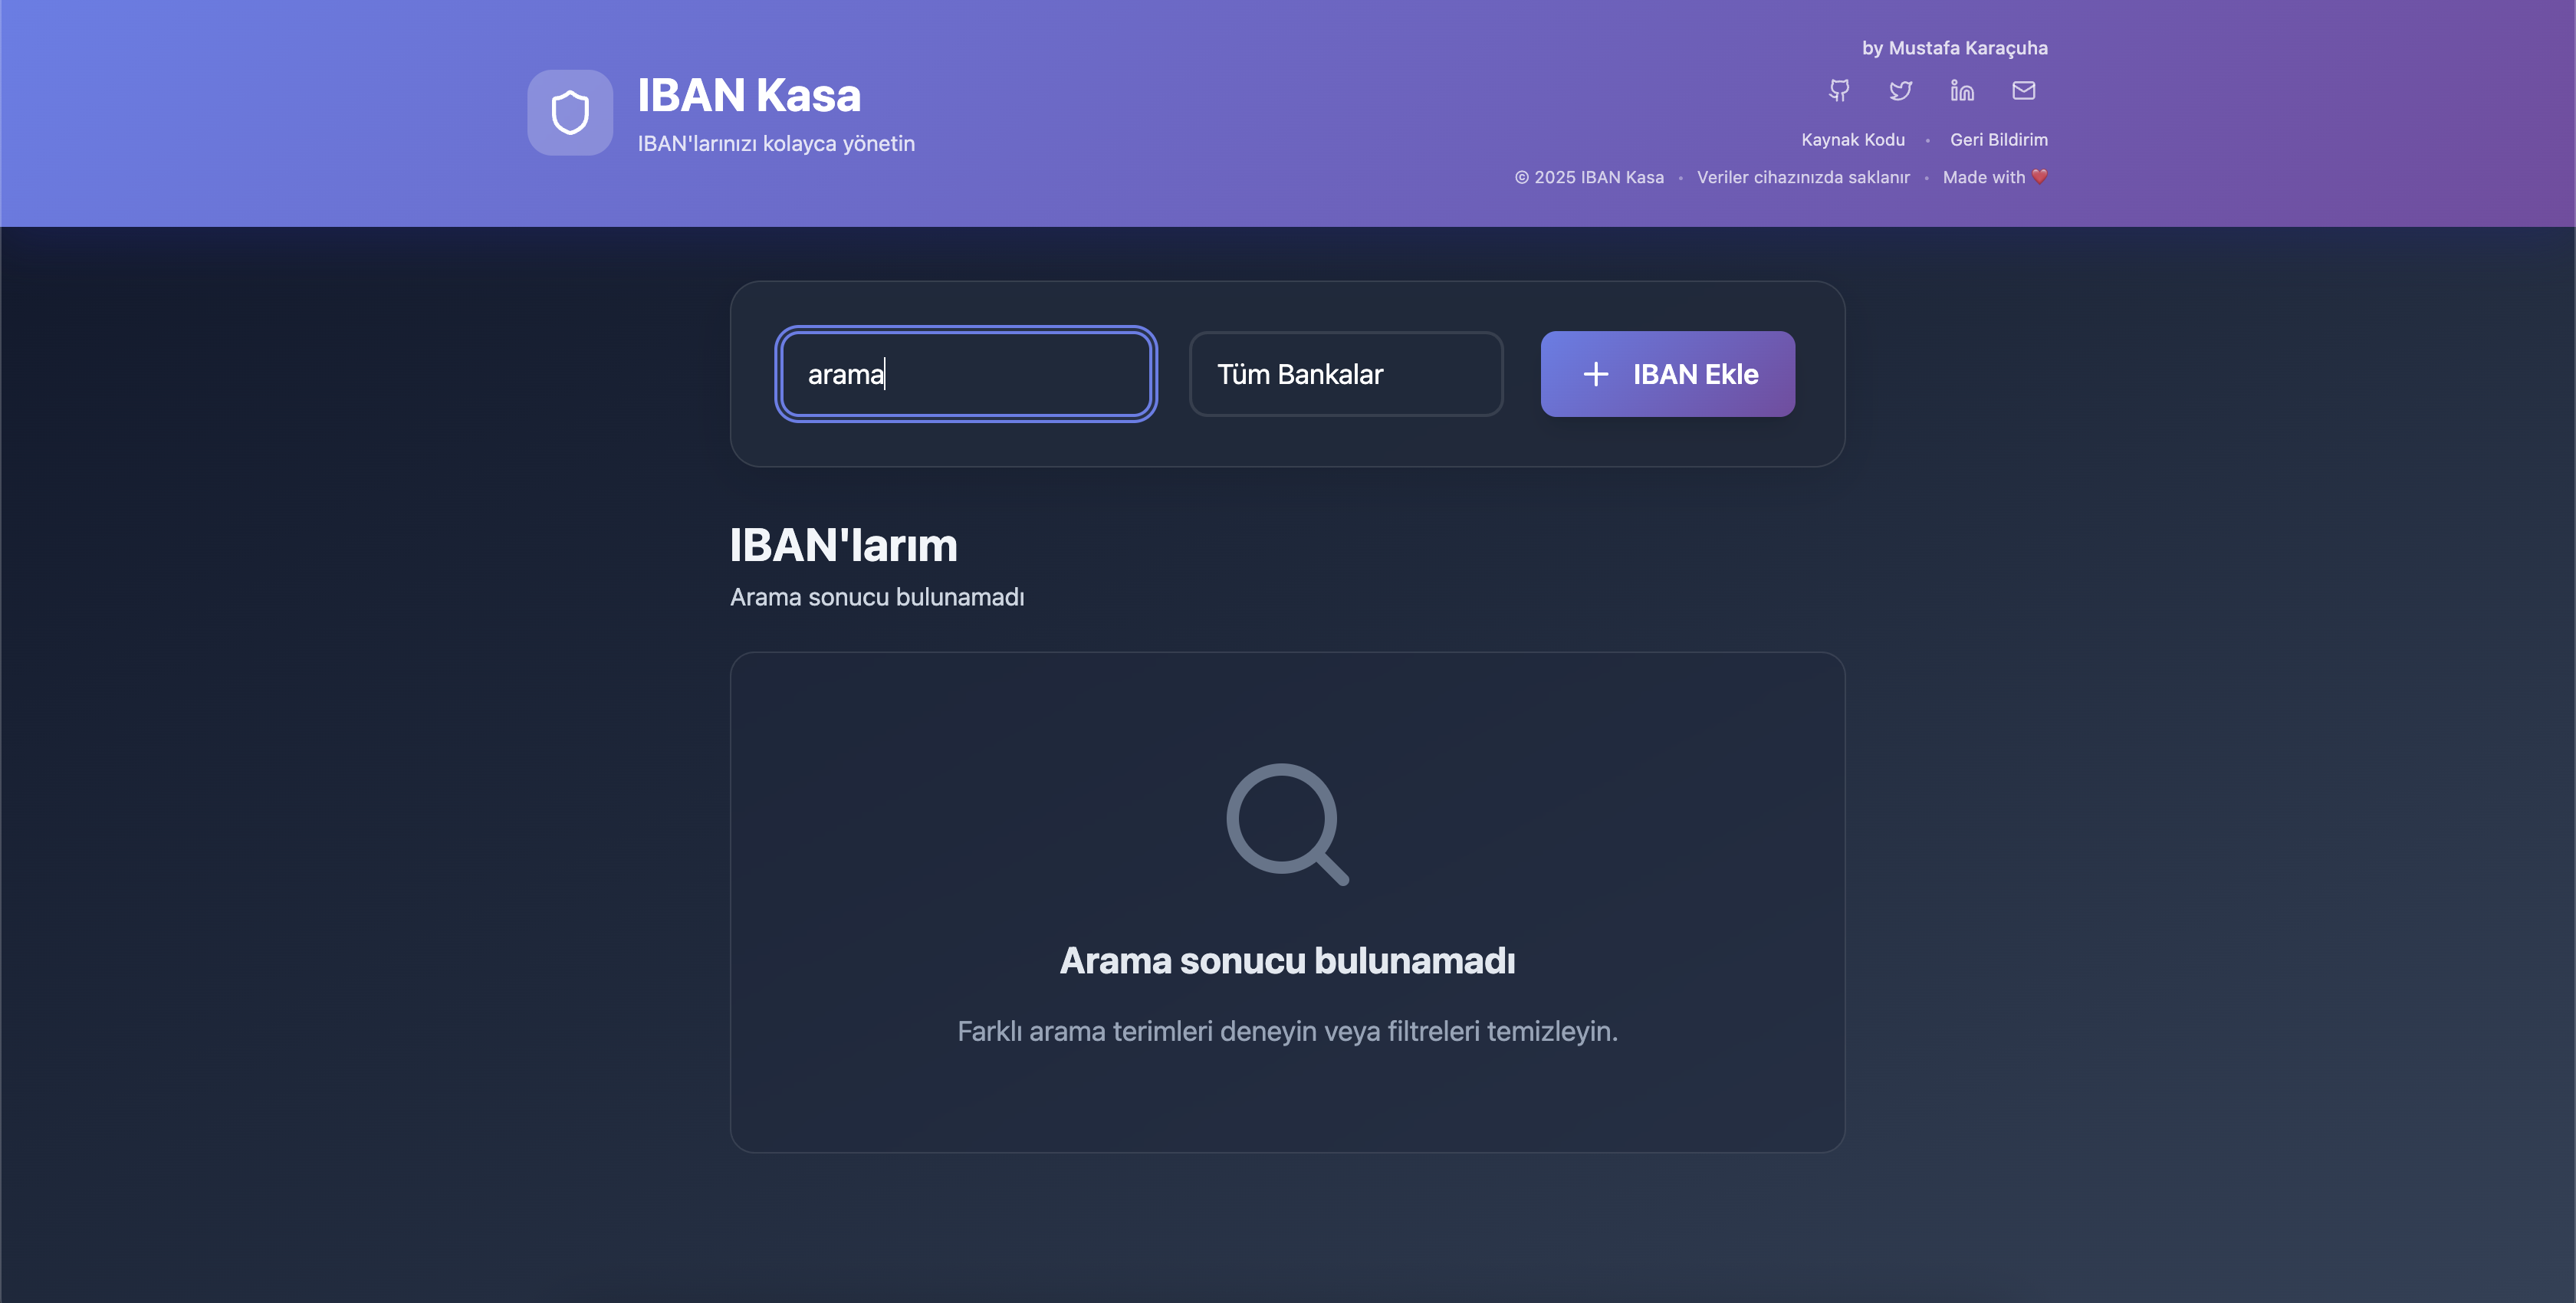 IBAN Kasa
IBAN'larınızı kolayca yönetin
by Mustafa Karaçuha
Kaynak Kodu • Geri Bildirim
© 2025 IBAN Kasa • Veriler cihazınızda saklanır • Made with ❤️
arama
Tüm Bankalar
IBAN Ekle
IBAN'larım
Arama sonucu bulunamadı
Arama sonucu bulunamadı
Farklı arama terimleri deneyin veya filtreleri temizleyin.